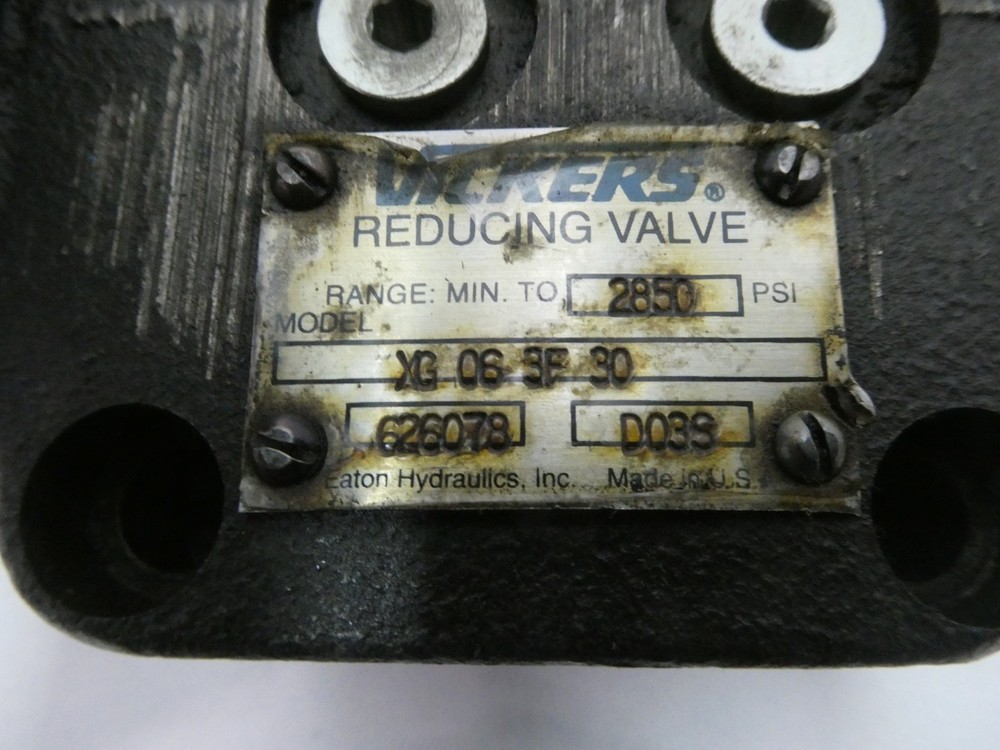 VICKERS®
REDUCING VALVE
RANGE: MIN. TO 2850 PSI
MODEL
XG 06 3F 30
626078 D03S
Eaton Hydraulics, Inc. Made in U.S